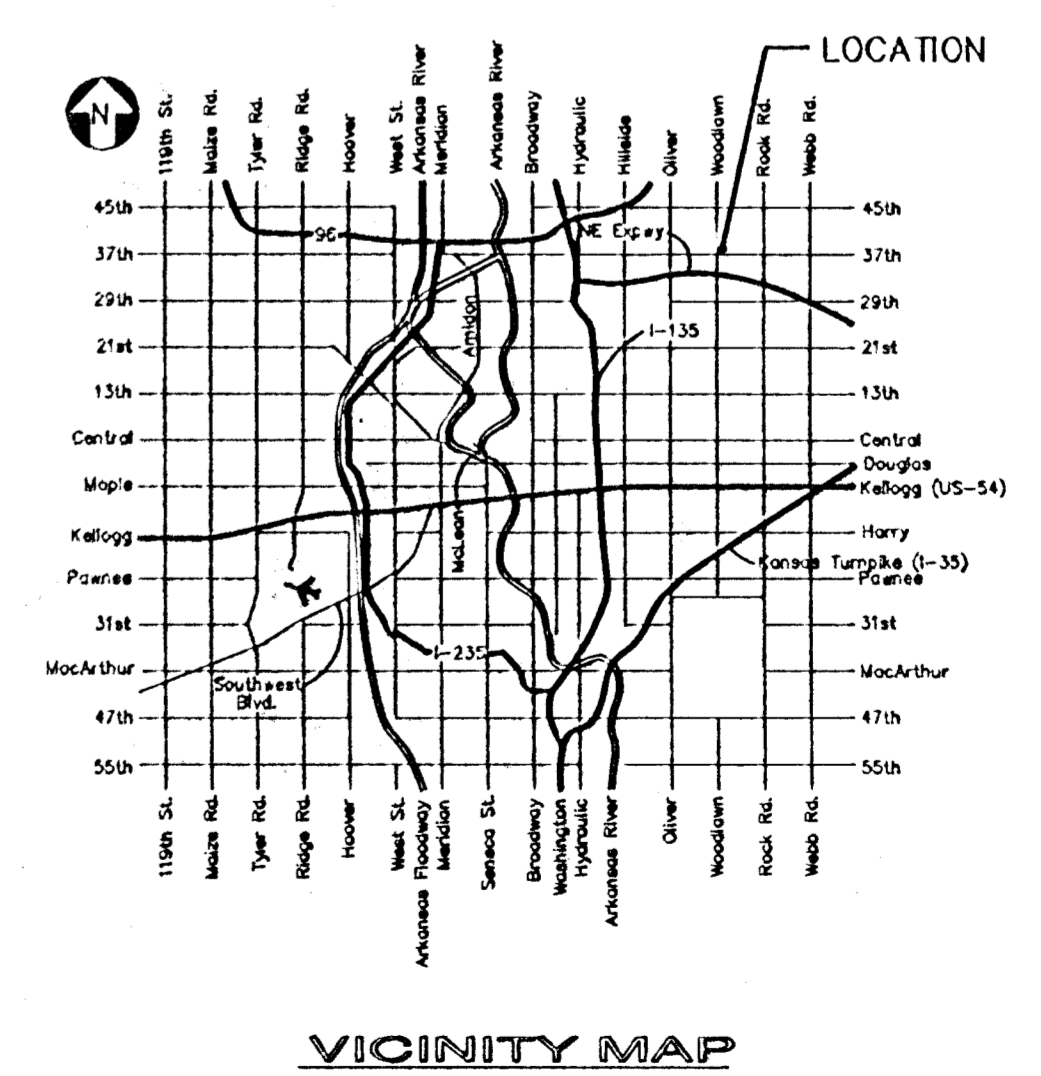 LOCATION
N
119th St.
Maize Rd.
Tyler Rd.
Ridge Rd.
Hoover
West St.
Arkansas River
Meridian
Arkansas River
Broadway
Hydraulic
Hillside
Oliver
Woodlawn
Rock Rd.
Webb Rd.
45th
45th
96
NE Expwy
37th
37th
29th
29th
Amidon
I-135
21st
21st
13th
13th
Central
Central
Douglas
Maple
Kellogg (US-54)
Kellogg
McLean
Harry
Kansas Turnpike (I-35)
Pawnee
Pawnee
31st
31st
I-235
MacArthur
MacArthur
Southwest
Blvd.
47th
47th
55th
55th
119th St.
Maize Rd.
Tyler Rd.
Ridge Rd.
Hoover
West St.
Arkansas Floodway
Meridian
Seneca St.
Broadway
Washington
Hydraulic
Arkansas River
Oliver
Woodlawn
Rock Rd.
Webb Rd.
VICINITY MAP